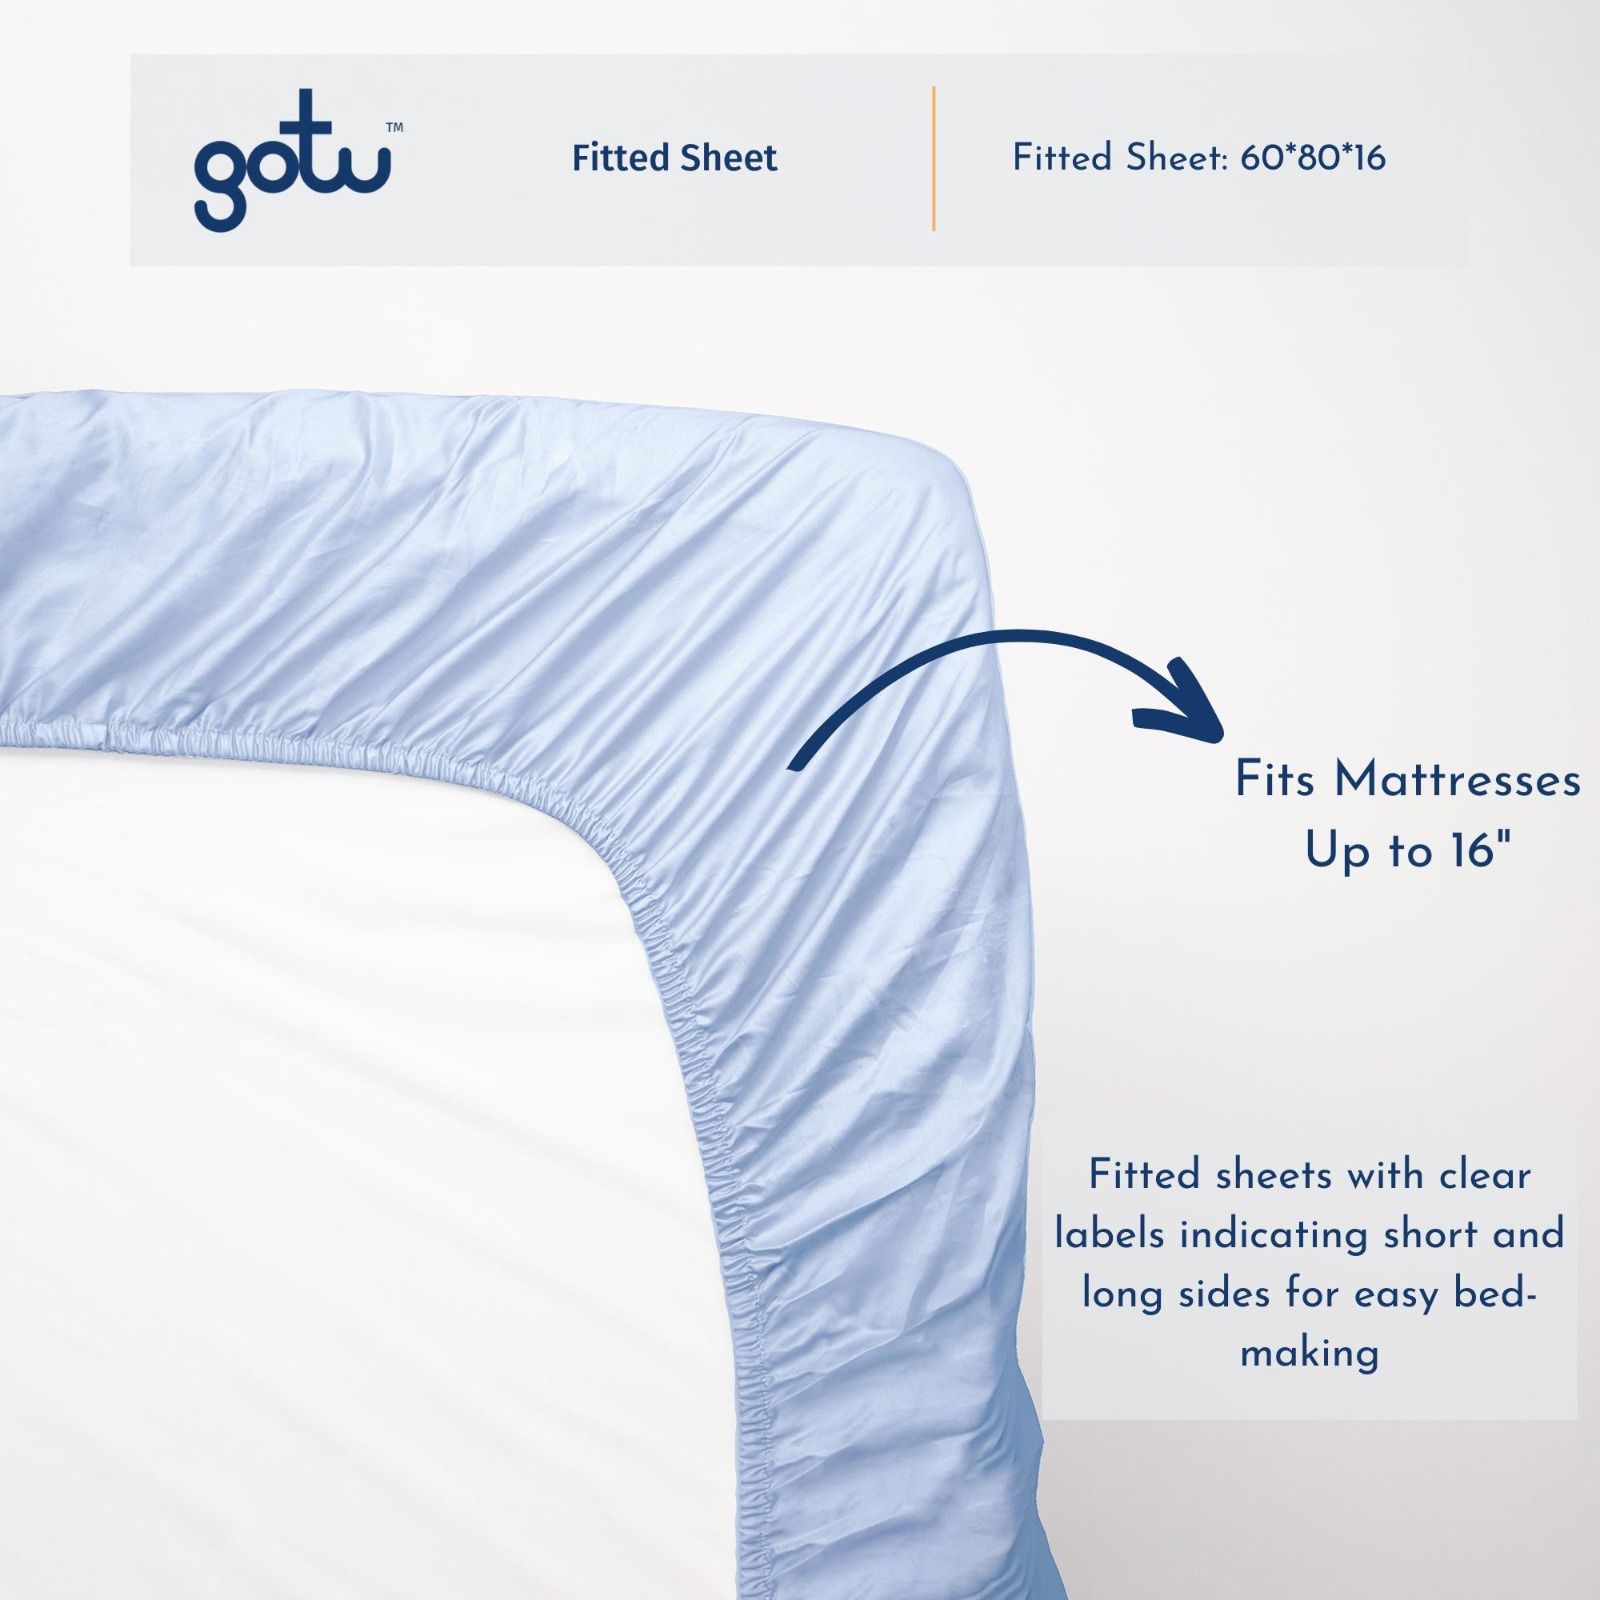 gotu™
Fitted Sheet
Fitted Sheet: 60*80*16
Fits Mattresses
Up to 16"
Fitted sheets with clear
labels indicating short and
long sides for easy bed-
making